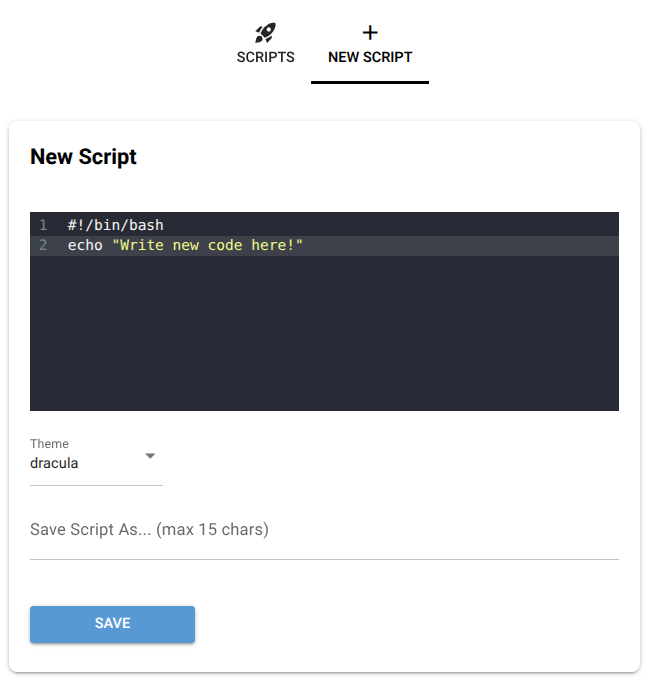 SCRIPTS
NEW SCRIPT
New Script
1 #!/bin/bash
2 echo "Write new code here!"
Theme
dracula
Save Script As... (max 15 chars)
SAVE